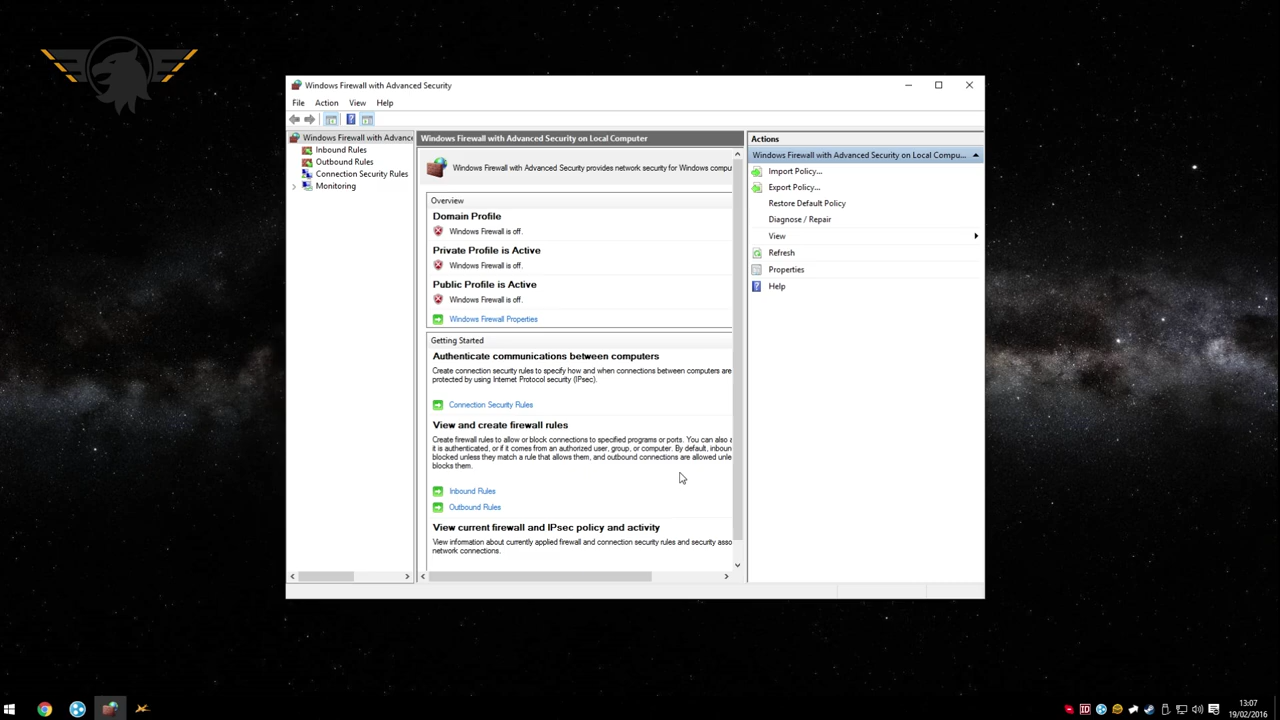 Windows Firewall with Advanced Security
File Action View Help
Windows Firewall with Advance
Inbound Rules
Outbound Rules
Connection Security Rules
Monitoring
Windows Firewall with Advanced Security on Local Computer
Windows Firewall with Advanced Security provides network security for Windows compu
Overview
Domain Profile
Windows Firewall is off.
Private Profile is Active
Windows Firewall is off.
Public Profile is Active
Windows Firewall is off.
Windows Firewall Properties
Getting Started
Authenticate communications between computers
Create connection security rules to specify how and when connections between computers are
protected by using Internet Protocol security (IPsec).
Connection Security Rules
View and create firewall rules
Create firewall rules to allow or block connections to specified programs or ports. You can also a
it is authenticated, or if it comes from an authorized user, group, or computer. By default, inboun
blocked unless they match a rule that allows them, and outbound connections are allowed unle
blocks them.
Inbound Rules
Outbound Rules
View current firewall and IPsec policy and activity
View information about currently applied firewall and connection security rules and security asso
network connections.
Actions
Windows Firewall with Advanced Security on Local Compu...
Import Policy...
Export Policy...
Restore Default Policy
Diagnose / Repair
View
Refresh
Properties
Help
ID
13:07
19/02/2016